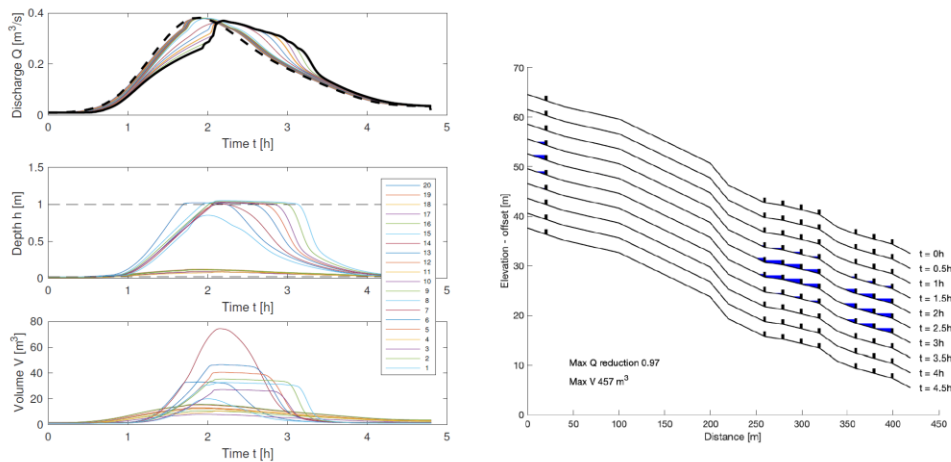 Discharge Q [m³/s]
0.4
0.2
0
0 1 2 3 4 5
Time t [h]
Depth h [m]
1.5
1
0.5
0
0 1 2 3 4 5
Time t [h]
20
19
18
17
16
15
14
13
12
11
10
9
8
7
6
5
4
3
2
1
Volume V [m³]
80
60
40
20
0
0 1 2 3 4 5
Time t [h]
Elevation - offset [m]
70
60
50
40
30
20
10
0
t = 0h
t = 0.5h
t = 1h
t = 1.5h
t = 2h
t = 2.5h
t = 3h
t = 3.5h
t = 4h
t = 4.5h
Max Q reduction 0.97
Max V 457 m³
0 50 100 150 200 250 300 350 400 450
Distance [m]